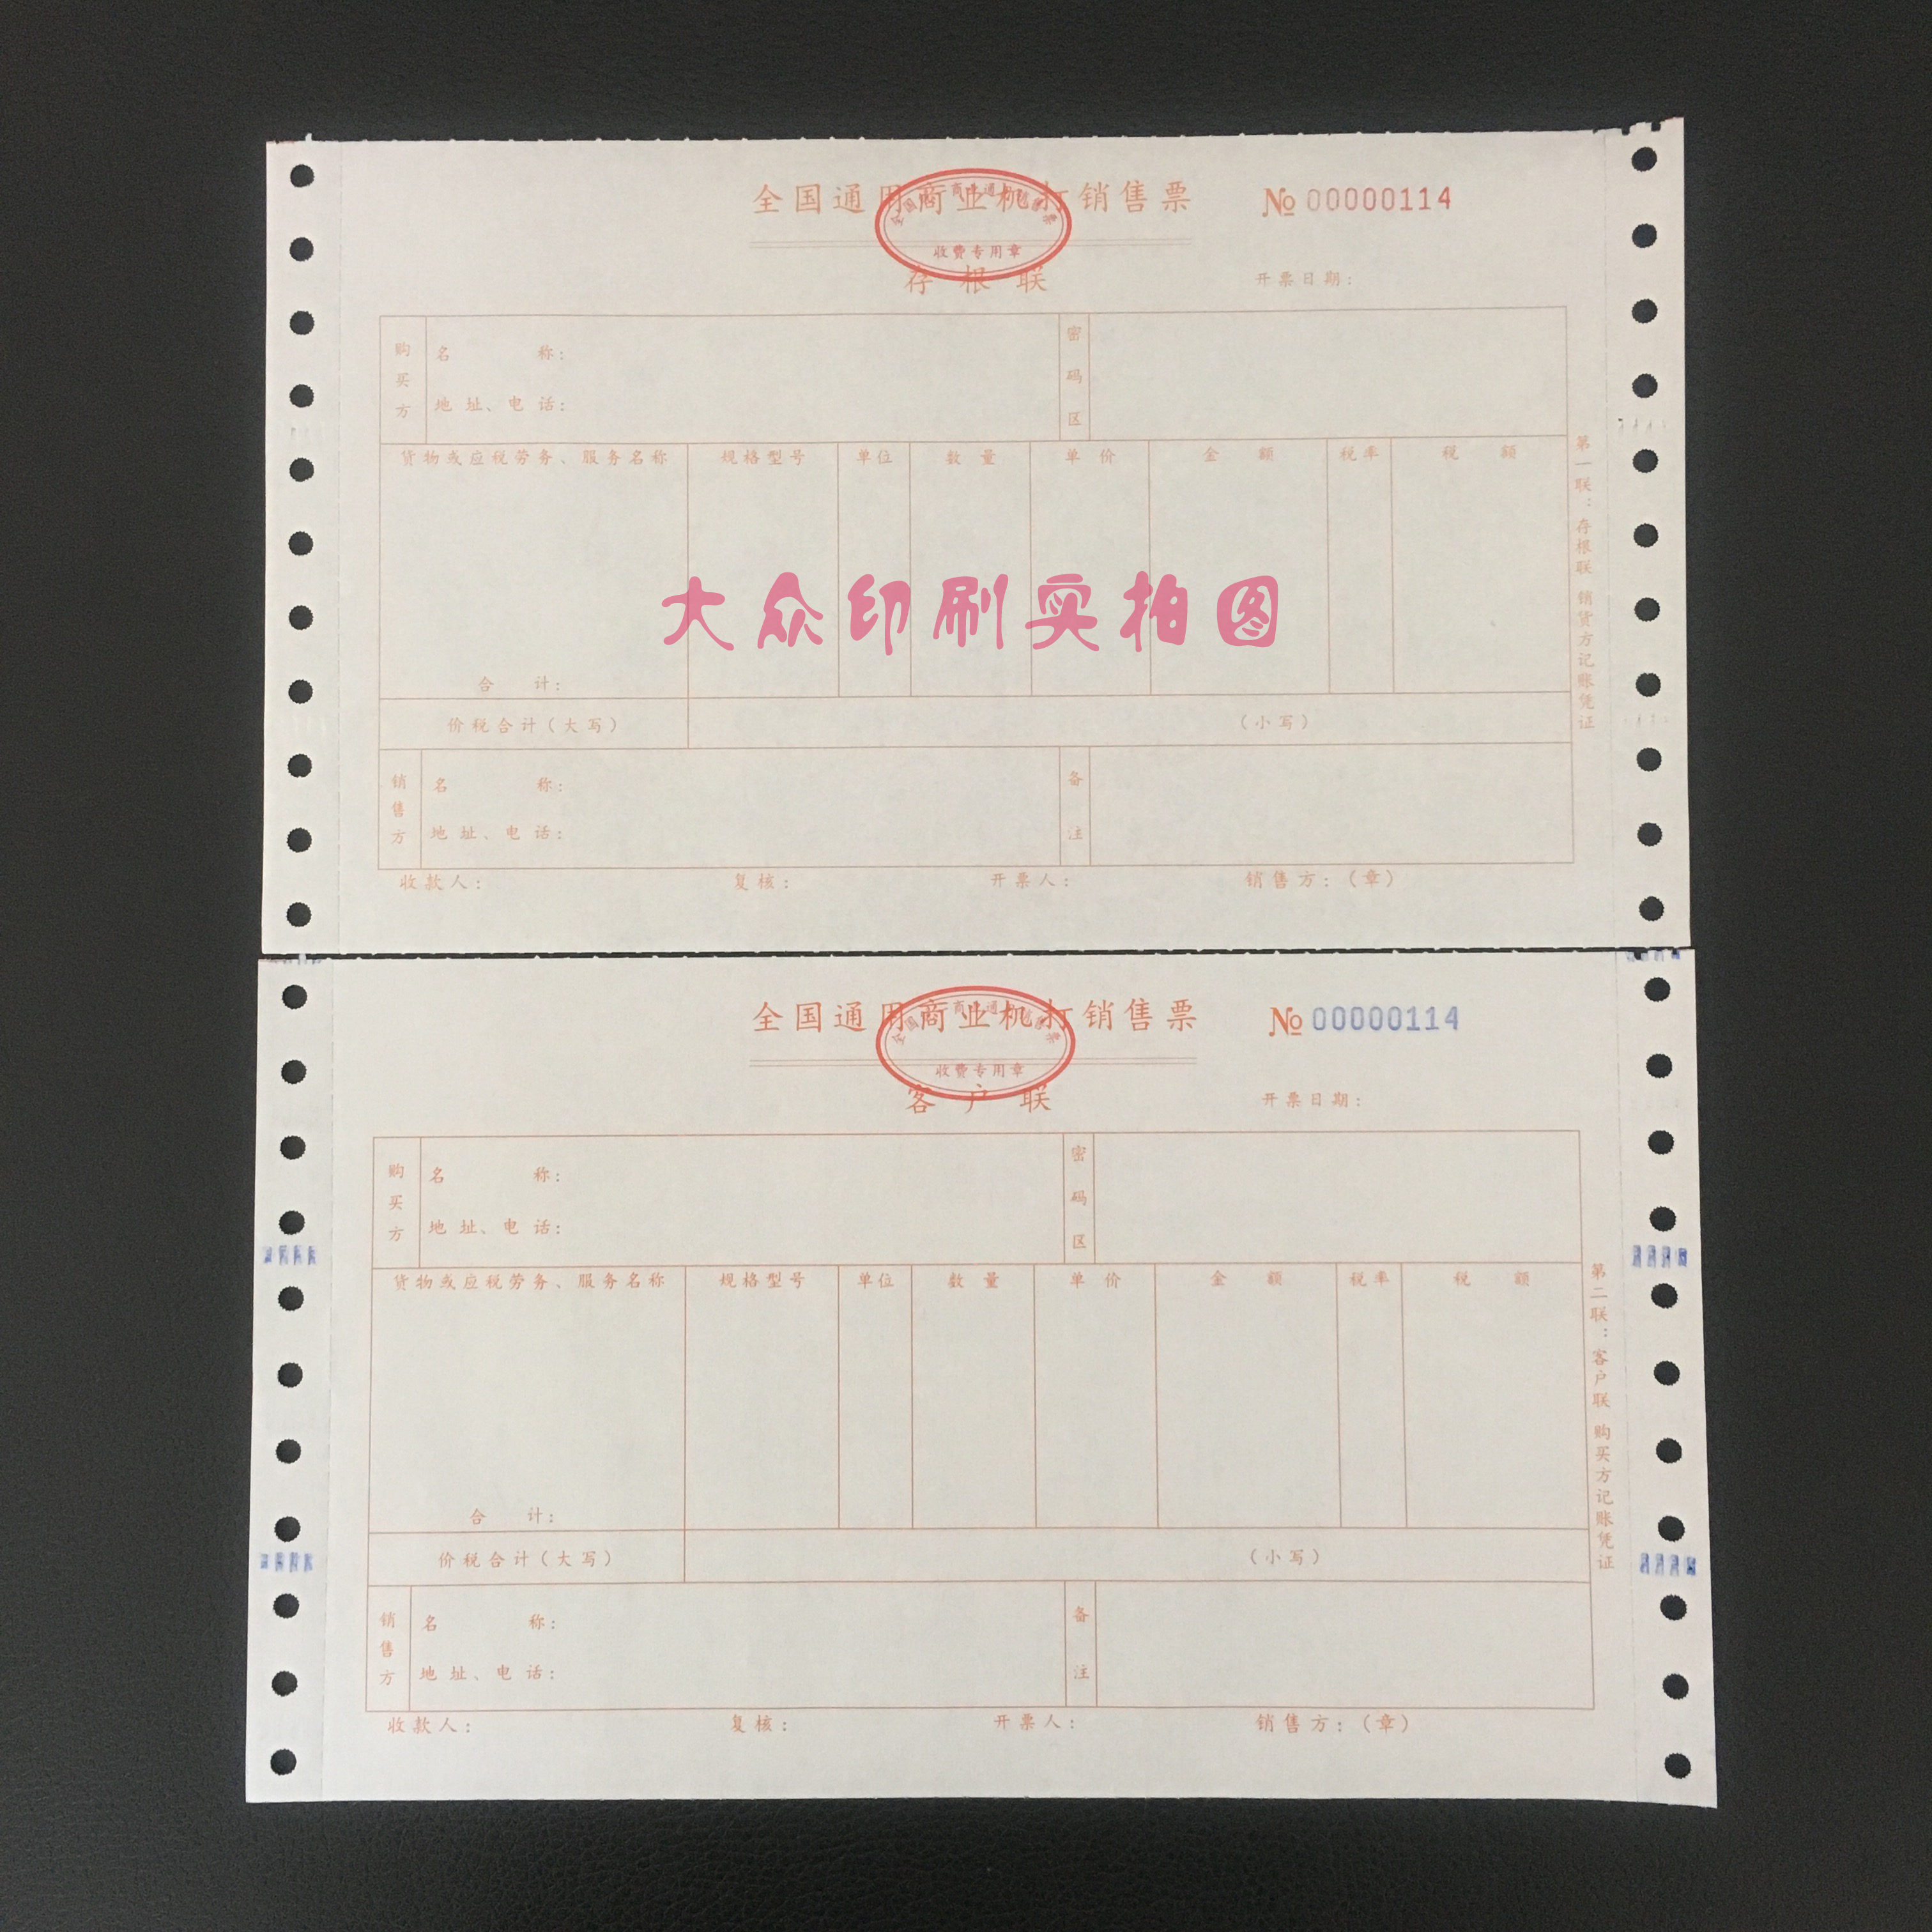 全国通用商业机打销售票
№ 00000114
收费专用章
存根联
开票日期:
购买方
名称:
地址、电话:
密码区
货物或应税劳务、服务名称 规格型号 单位 数量 单价 金额 税率 税额
大众印刷实拍图
合计:
价税合计(大写) (小写)
销售方
名称:
地址、电话:
备注
收款人: 复核: 开票人: 销售方:(章)
第一联:存根联 销货方记账凭证
全国通用商业机打销售票
№ 00000114
收费专用章
客户联
开票日期:
购买方
名称:
地址、电话:
密码区
货物或应税劳务、服务名称 规格型号 单位 数量 单价 金额 税率 税额
合计:
价税合计(大写) (小写)
销售方
名称:
地址、电话:
备注
收款人: 复核: 开票人: 销售方:(章)
第二联:客户联 购买方记账凭证